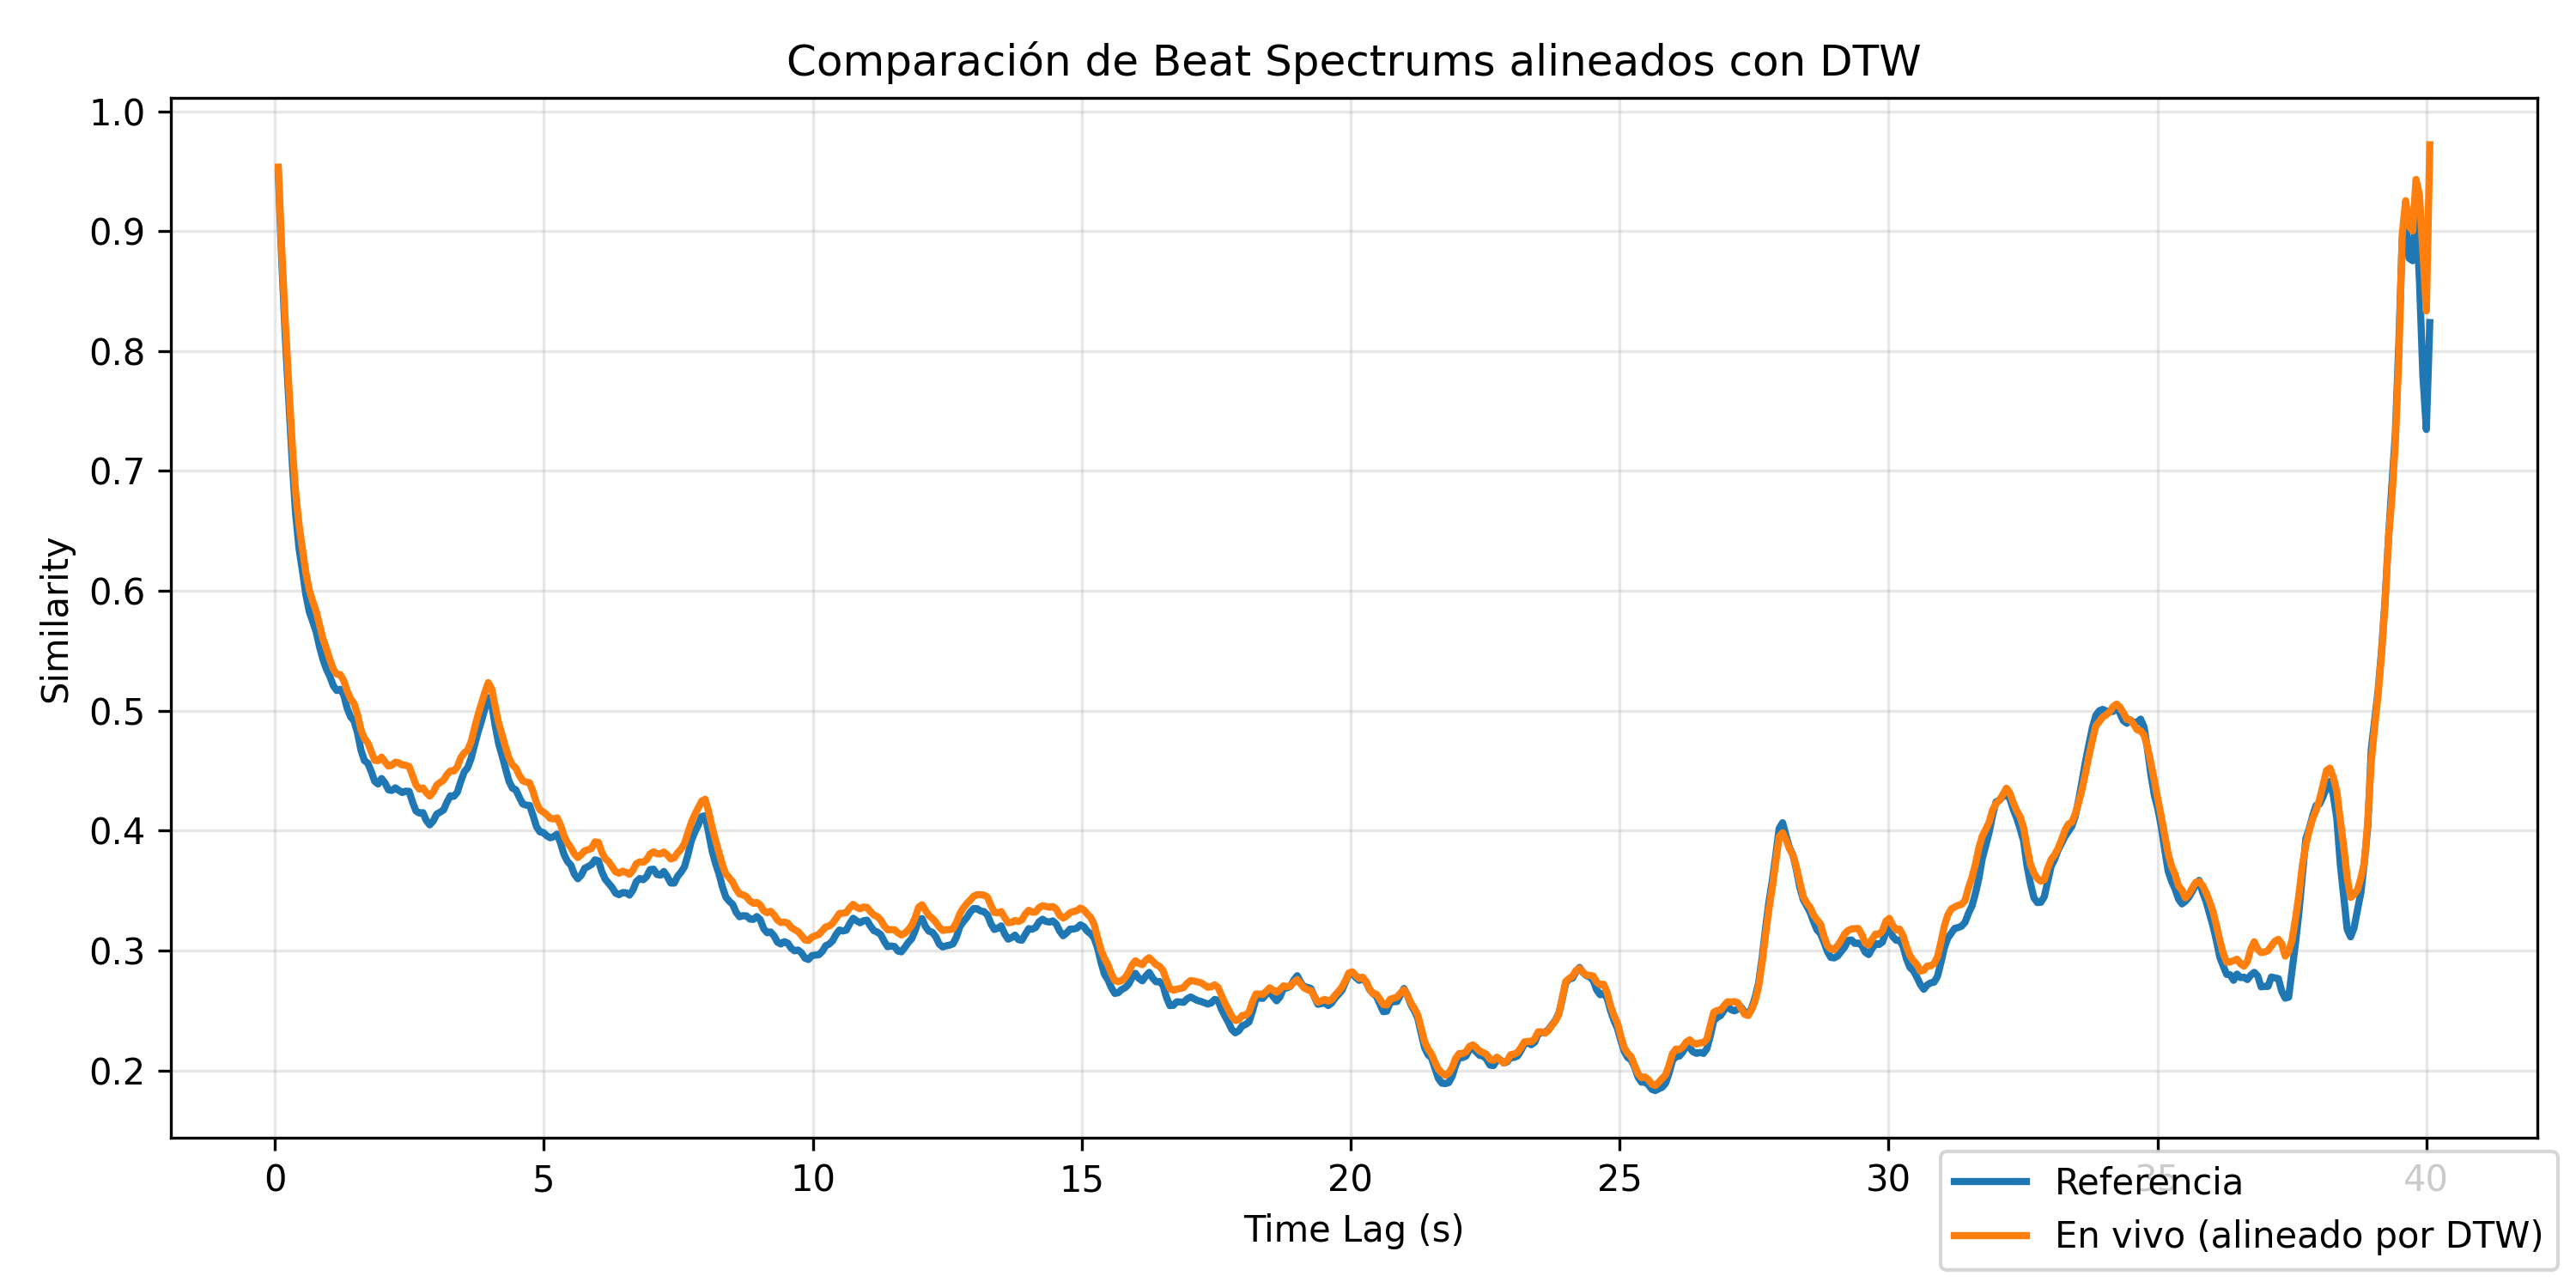 Comparación de Beat Spectrums alineados con DTW
Similarity
1.0
0.9
0.8
0.7
0.6
0.5
0.4
0.3
0.2
0 5 10 15 20 25 30 35 40
Time Lag (s)
Referencia
En vivo (alineado por DTW)